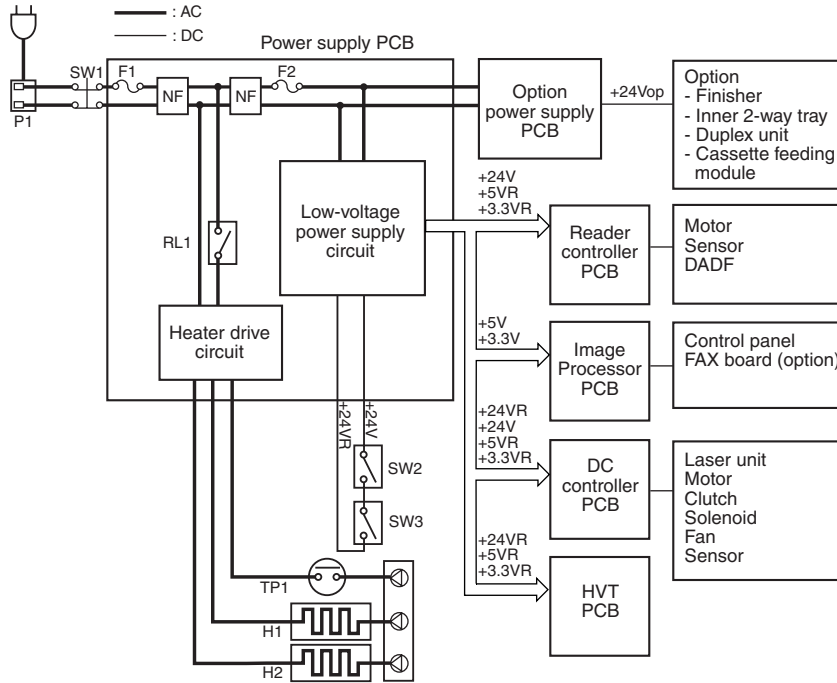 : AC
: DC
Power supply PCB
P1
SW1
F1
NF
NF
F2
Option
power supply
PCB
+24Vop
Option
- Finisher
- Inner 2-way tray
- Duplex unit
- Cassette feeding
module
RL1
Low-voltage
power supply
circuit
+24V
+5VR
+3.3VR
Reader
controller
PCB
Motor
Sensor
DADF
Heater drive
circuit
+5V
+3.3V
Image
Processor
PCB
Control panel
FAX board (option)
+24VR
+24V
+24VR
+24V
+5VR
+3.3VR
DC
controller
PCB
Laser unit
Motor
Clutch
Solenoid
Fan
Sensor
SW2
SW3
+24VR
+5VR
+3.3VR
HVT
PCB
TP1
H1
H2